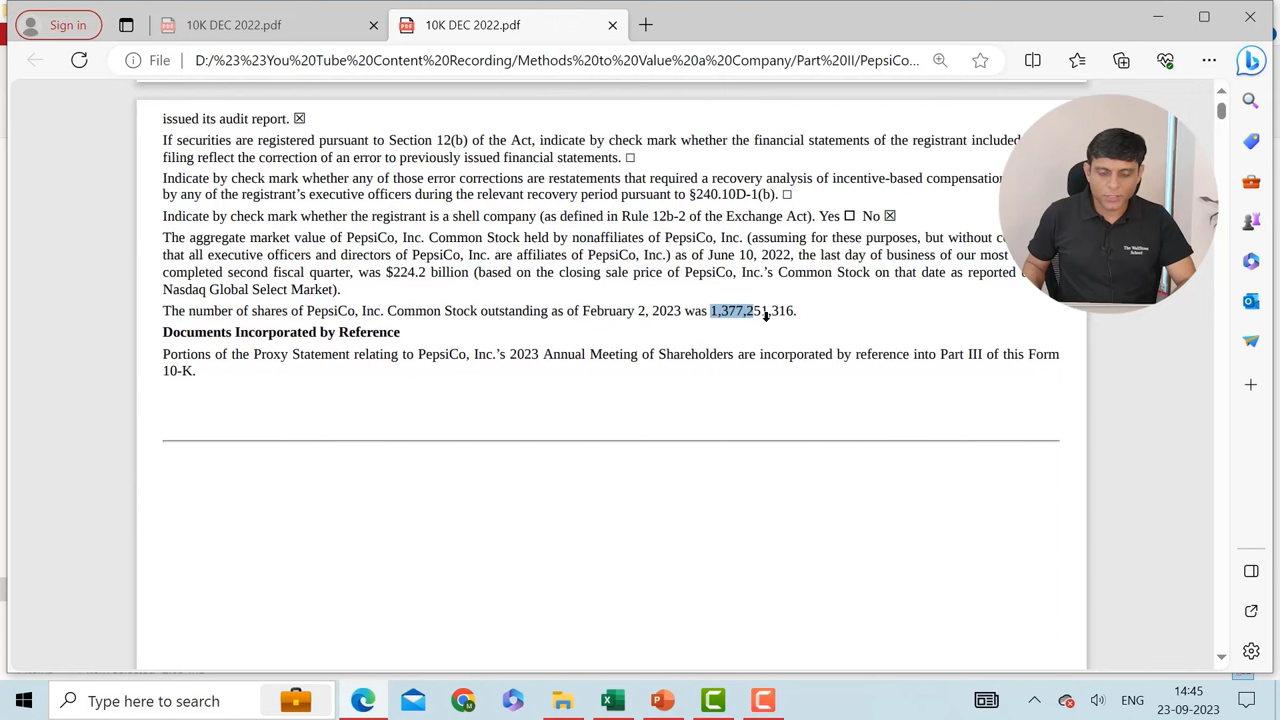 Sign in
10K DEC 2022.pdf
10K DEC 2022.pdf
File
D:/%23%23You%20Tube%20Content%20Recording/Methods%20to%20Value%20a%20Company/Part%20II/PepsiCo...
issued its audit report. ☒
If securities are registered pursuant to Section 12(b) of the Act, indicate by check mark whether the financial statements of the registrant included
filing reflect the correction of an error to previously issued financial statements. ☐
Indicate by check mark whether any of those error corrections are restatements that required a recovery analysis of incentive-based compensation
by any of the registrant's executive officers during the relevant recovery period pursuant to §240.10D-1(b). ☐
Indicate by check mark whether the registrant is a shell company (as defined in Rule 12b-2 of the Exchange Act). Yes ☐ No ☒
The aggregate market value of PepsiCo, Inc. Common Stock held by nonaffiliates of PepsiCo, Inc. (assuming for these purposes, but without
that all executive officers and directors of PepsiCo, Inc. are affiliates of PepsiCo, Inc.) as of June 10, 2022, the last day of business of our most
completed second fiscal quarter, was $224.2 billion (based on the closing sale price of PepsiCo, Inc.'s Common Stock on that date as reported
Nasdaq Global Select Market).
The number of shares of PepsiCo, Inc. Common Stock outstanding as of February 2, 2023 was 1,377,251,316.
Documents Incorporated by Reference
Portions of the Proxy Statement relating to PepsiCo, Inc.'s 2023 Annual Meeting of Shareholders are incorporated by reference into Part III of this Form
10-K.
The WallStreet
School
Type here to search
ENG
14:45
23-09-2023